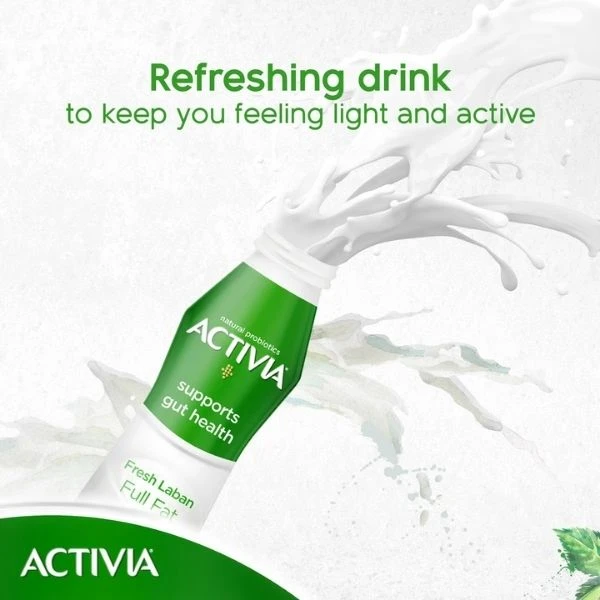 Refreshing drink
to keep you feeling light and active
natural probiotics
ACTIVIA
supports
gut health
Fresh Laban
Full Fat
ACTIVIA